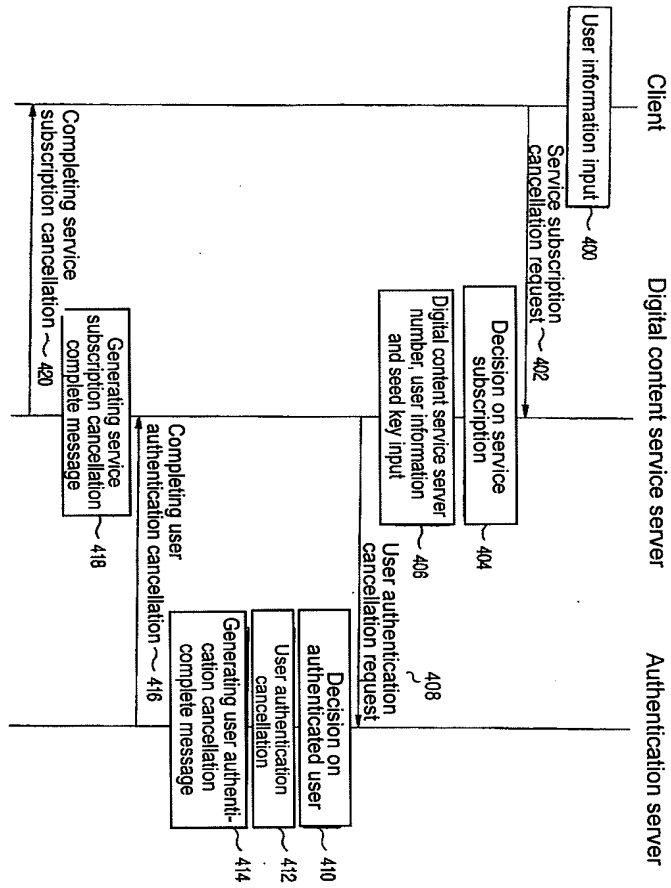 Client
Digital content service server
Authentication server
User information input
400
Service subscription
cancellation request
402
Decision on service
subscription
404
Digital content service server
number, user information
and seed key input
406
User authentication
cancellation request
408
Decision on
authenticated user
410
User authentication
cancellation
412
Generating user authenti-
cation cancellation
complete message
414
Completing user
authentication cancellation
416
Generating service
subscription cancellation
complete message
418
Completing service
subscription cancellation
420